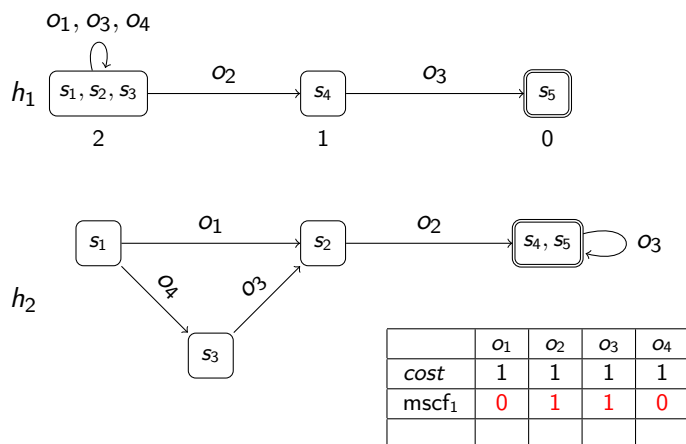 o₁, o₃, o₄
h₁ s₁, s₂, s₃ o₂ s₄ o₃ s₅
2 1 0
s₁ o₁ s₂ o₂ s₄, s₅ o₃
o₄ o₃
h₂
s₃
o₁ o₂ o₃ o₄
cost 1 1 1 1
mscf₁ 0 1 1 0